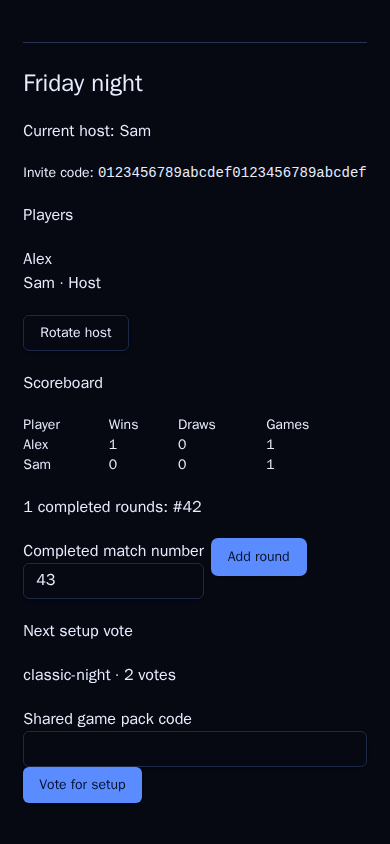 Friday night
Current host: Sam
Invite code: 0123456789abcdef0123456789abcdef
Players
Alex
Sam · Host
Rotate host
Scoreboard
Player Wins Draws Games
Alex 1 0 1
Sam 0 0 1
1 completed rounds: #42
Completed match number
Add round
43
Next setup vote
classic-night · 2 votes
Shared game pack code
Vote for setup